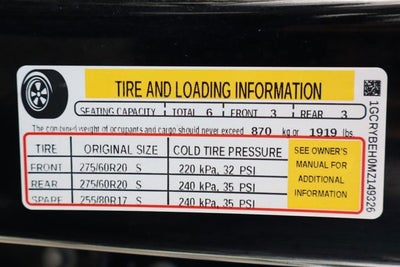 TIRE AND LOADING INFORMATION
SEATING CAPACITY TOTAL 6 FRONT 3 REAR 3
The combined weight of occupants and cargo should never exceed 870 kg or 1919 lbs
TIRE ORIGINAL SIZE COLD TIRE PRESSURE
FRONT 275/60R20 S 220 kPa, 32 PSI
REAR 275/60R20 S 240 kPa, 35 PSI
SPARE 255/80R17 S 240 kPa, 35 PSI
SEE OWNER'S
MANUAL FOR
ADDITIONAL
INFORMATION
1GCRYBEH0MZ149326